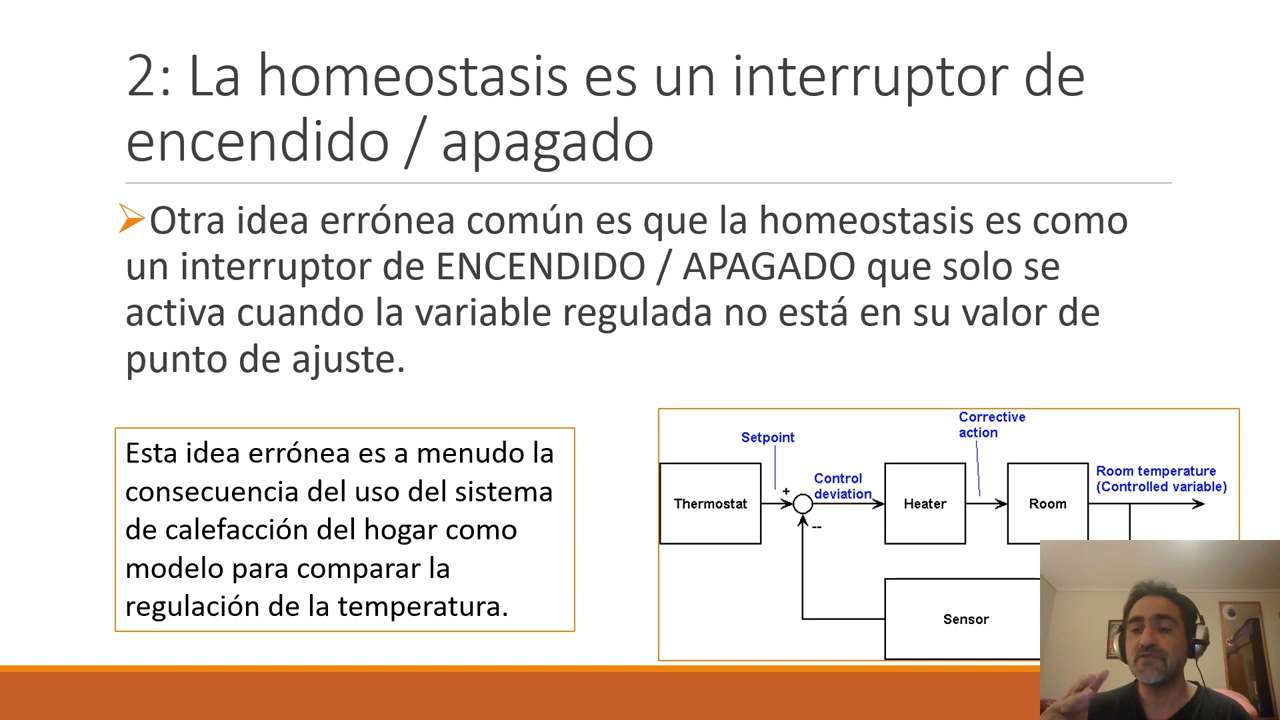 2: La homeostasis es un interruptor de
encendido / apagado
Otra idea errónea común es que la homeostasis es como
un interruptor de ENCENDIDO / APAGADO que solo se
activa cuando la variable regulada no está en su valor de
punto de ajuste.
Esta idea errónea es a menudo la
consecuencia del uso del sistema
de calefacción del hogar como
modelo para comparar la
regulación de la temperatura.
Corrective
action
Setpoint
Control
deviation
Room temperature
(Controlled variable)
+
Thermostat
Heater
Room
--
Sensor